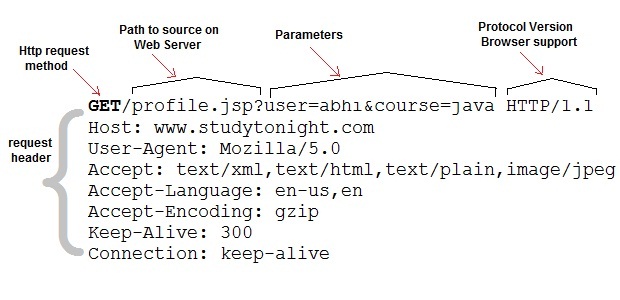 Http request
method
Path to source on
Web Server
Parameters
Protocol Version
Browser support
GET/profile.jsp?user=abhi&course=java HTTP/1.1
request
header
Host: www.studytonight.com
User-Agent: Mozilla/5.0
Accept: text/xml,text/html,text/plain,image/jpeg
Accept-Language: en-us,en
Accept-Encoding: gzip
Keep-Alive: 300
Connection: keep-alive